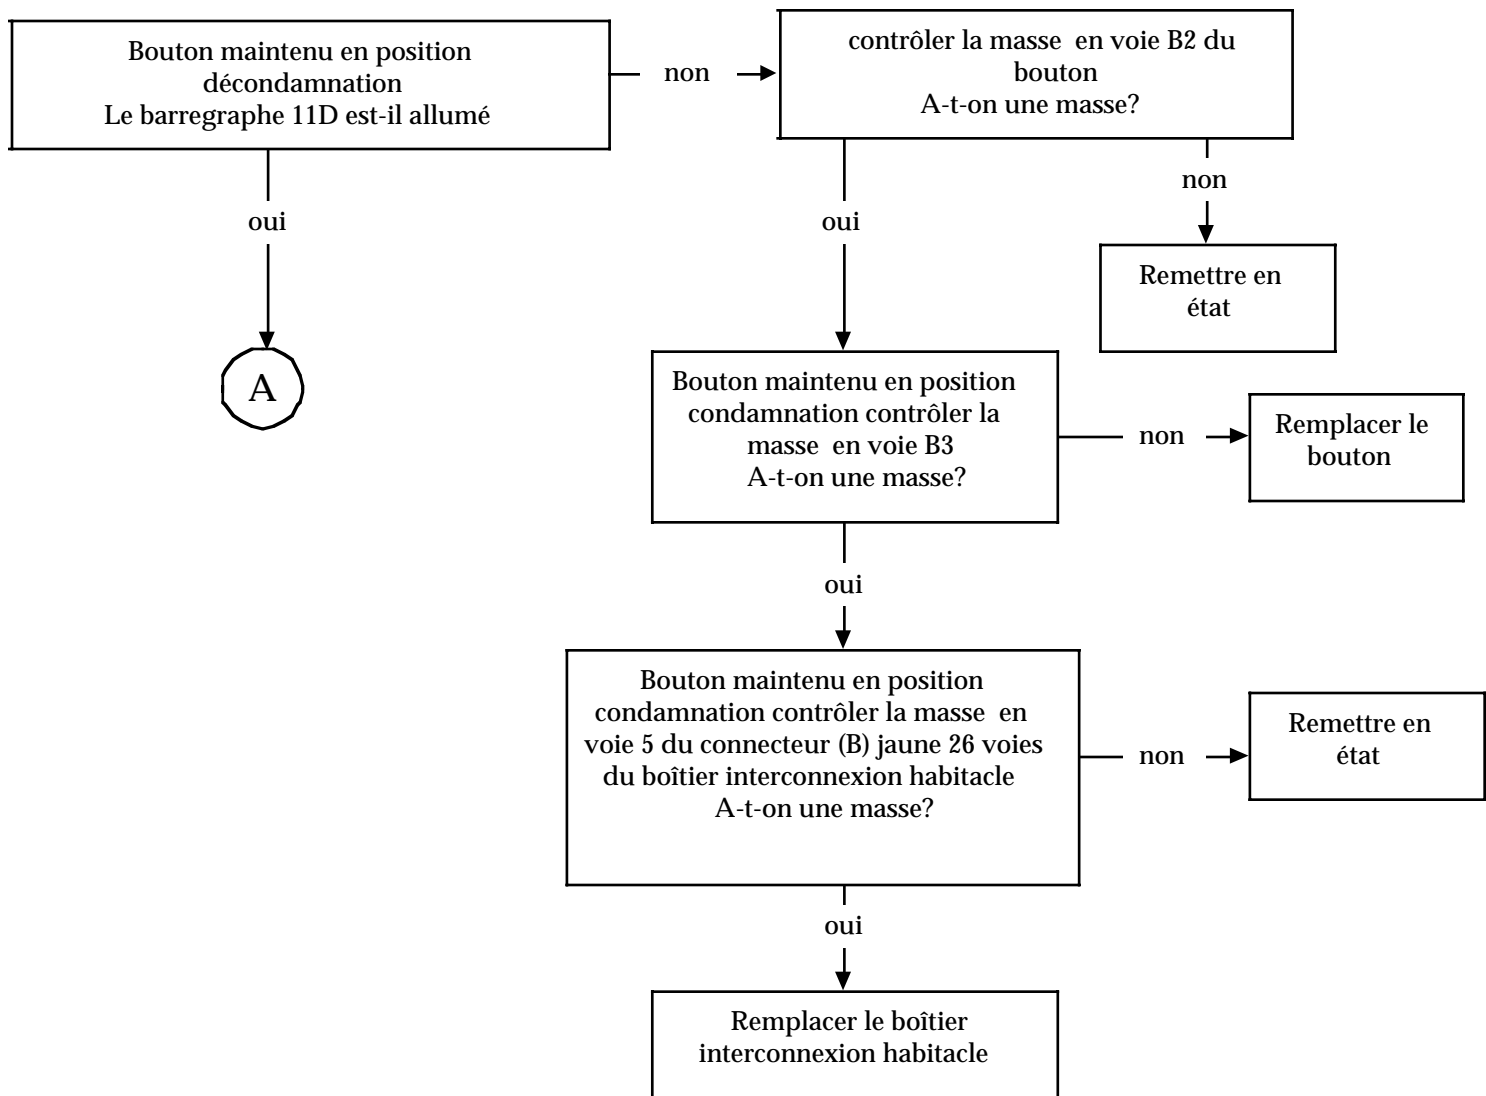 Bouton maintenu en position
décondamnation
Le barregraphe 11D est-il allumé
non
contrôler la masse  en voie B2 du
bouton
A-t-on une masse?
oui
oui
non
Remettre en
état
A
Bouton maintenu en position
condamnation contrôler la
masse  en voie B3
A-t-on une masse?
non
Remplacer le
bouton
oui
Bouton maintenu en position
condamnation contrôler la masse  en
voie 5 du connecteur (B) jaune 26 voies
du boîtier interconnexion habitacle
A-t-on une masse?
non
Remettre en
état
oui
Remplacer le boîtier
interconnexion habitacle